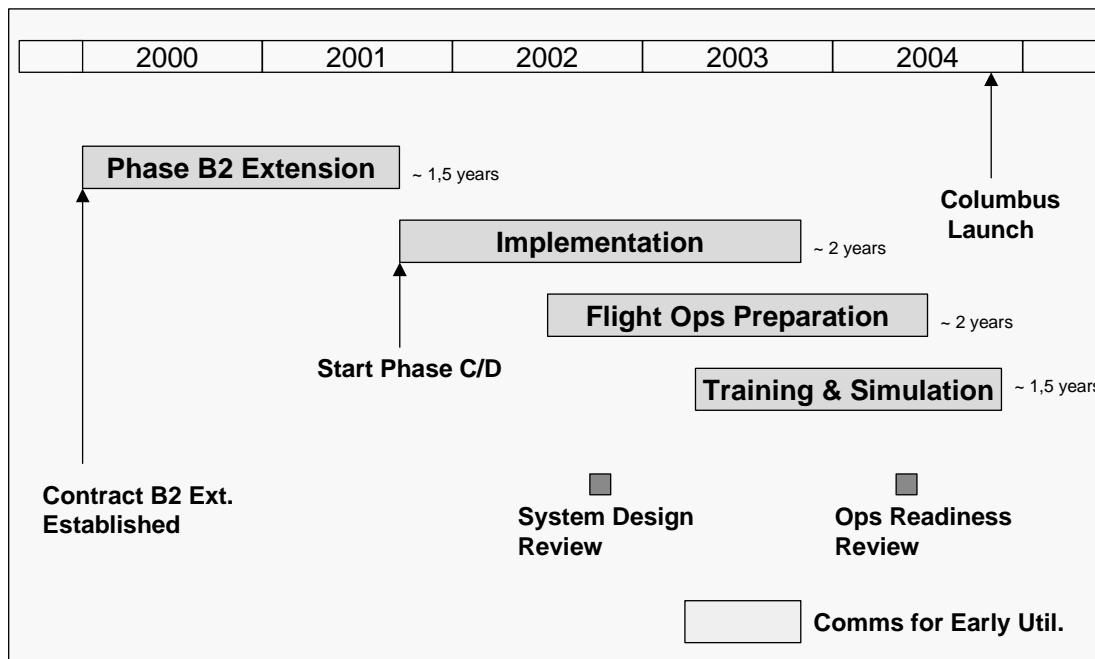 2000 2001 2002 2003 2004
Phase B2 Extension ~ 1,5 years
Columbus
Launch
Implementation ~ 2 years
Flight Ops Preparation ~ 2 years
Start Phase C/D
Training & Simulation ~ 1,5 years
Contract B2 Ext.
Established
System Design
Review
Ops Readiness
Review
Comms for Early Util.